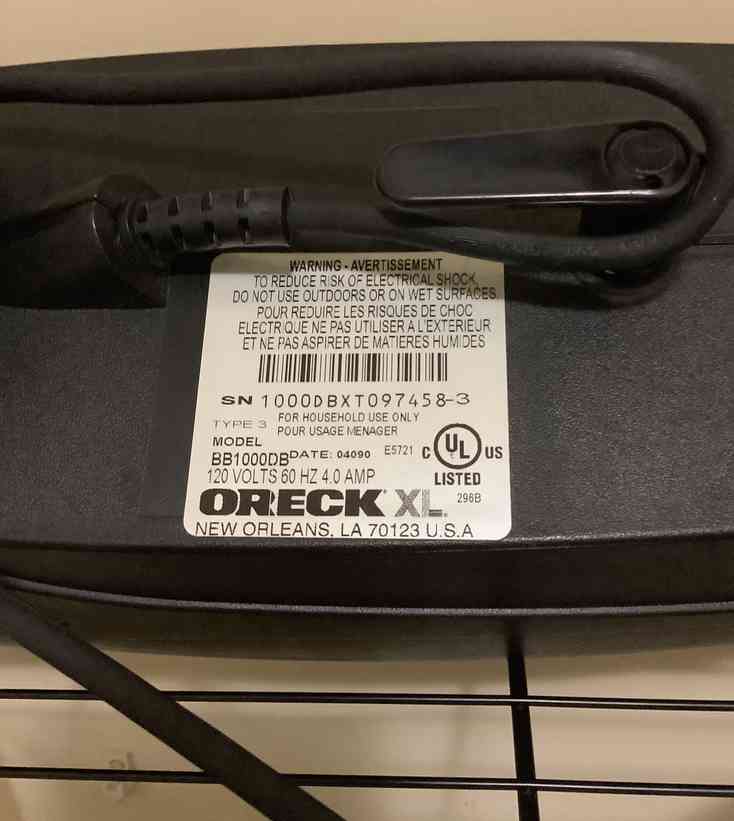 WARNING - AVERTISSEMENT
TO REDUCE RISK OF ELECTRICAL SHOCK
DO NOT USE OUTDOORS OR ON WET SURFACES
POUR REDUIRE LES RISQUES DE CHOC
ELECTRIQUE NE PAS UTILISER A L'EXTERIEUR
ET NE PAS ASPIRER DE MATIERES HUMIDES
SN 1000DBXT097458-3
TYPE 3 FOR HOUSEHOLD USE ONLY
POUR USAGE MENAGER
MODEL
BB1000DB DATE: 04090 E5721 C UL US
120 VOLTS 60 HZ 4.0 AMP LISTED
ORECK XL 296B
NEW ORLEANS, LA 70123 U.S.A